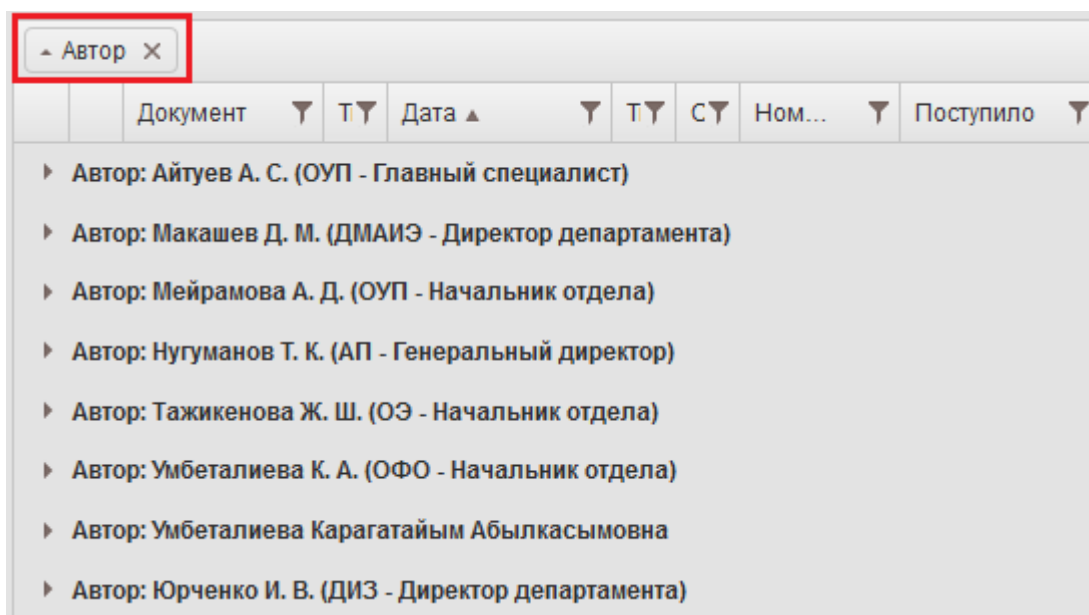 Автор
Документ Т Дата Т С Ном... Поступило
Автор: Айтуев А. С. (ОУП - Главный специалист)
Автор: Макашев Д. М. (ДМАИЭ - Директор департамента)
Автор: Мейрамова А. Д. (ОУП - Начальник отдела)
Автор: Нугуманов Т. К. (АП - Генеральный директор)
Автор: Тажикенова Ж. Ш. (ОЭ - Начальник отдела)
Автор: Умбеталиева К. А. (ОФО - Начальник отдела)
Автор: Умбеталиева Карагатайым Абылкасымовна
Автор: Юрченко И. В. (ДИЗ - Директор департамента)